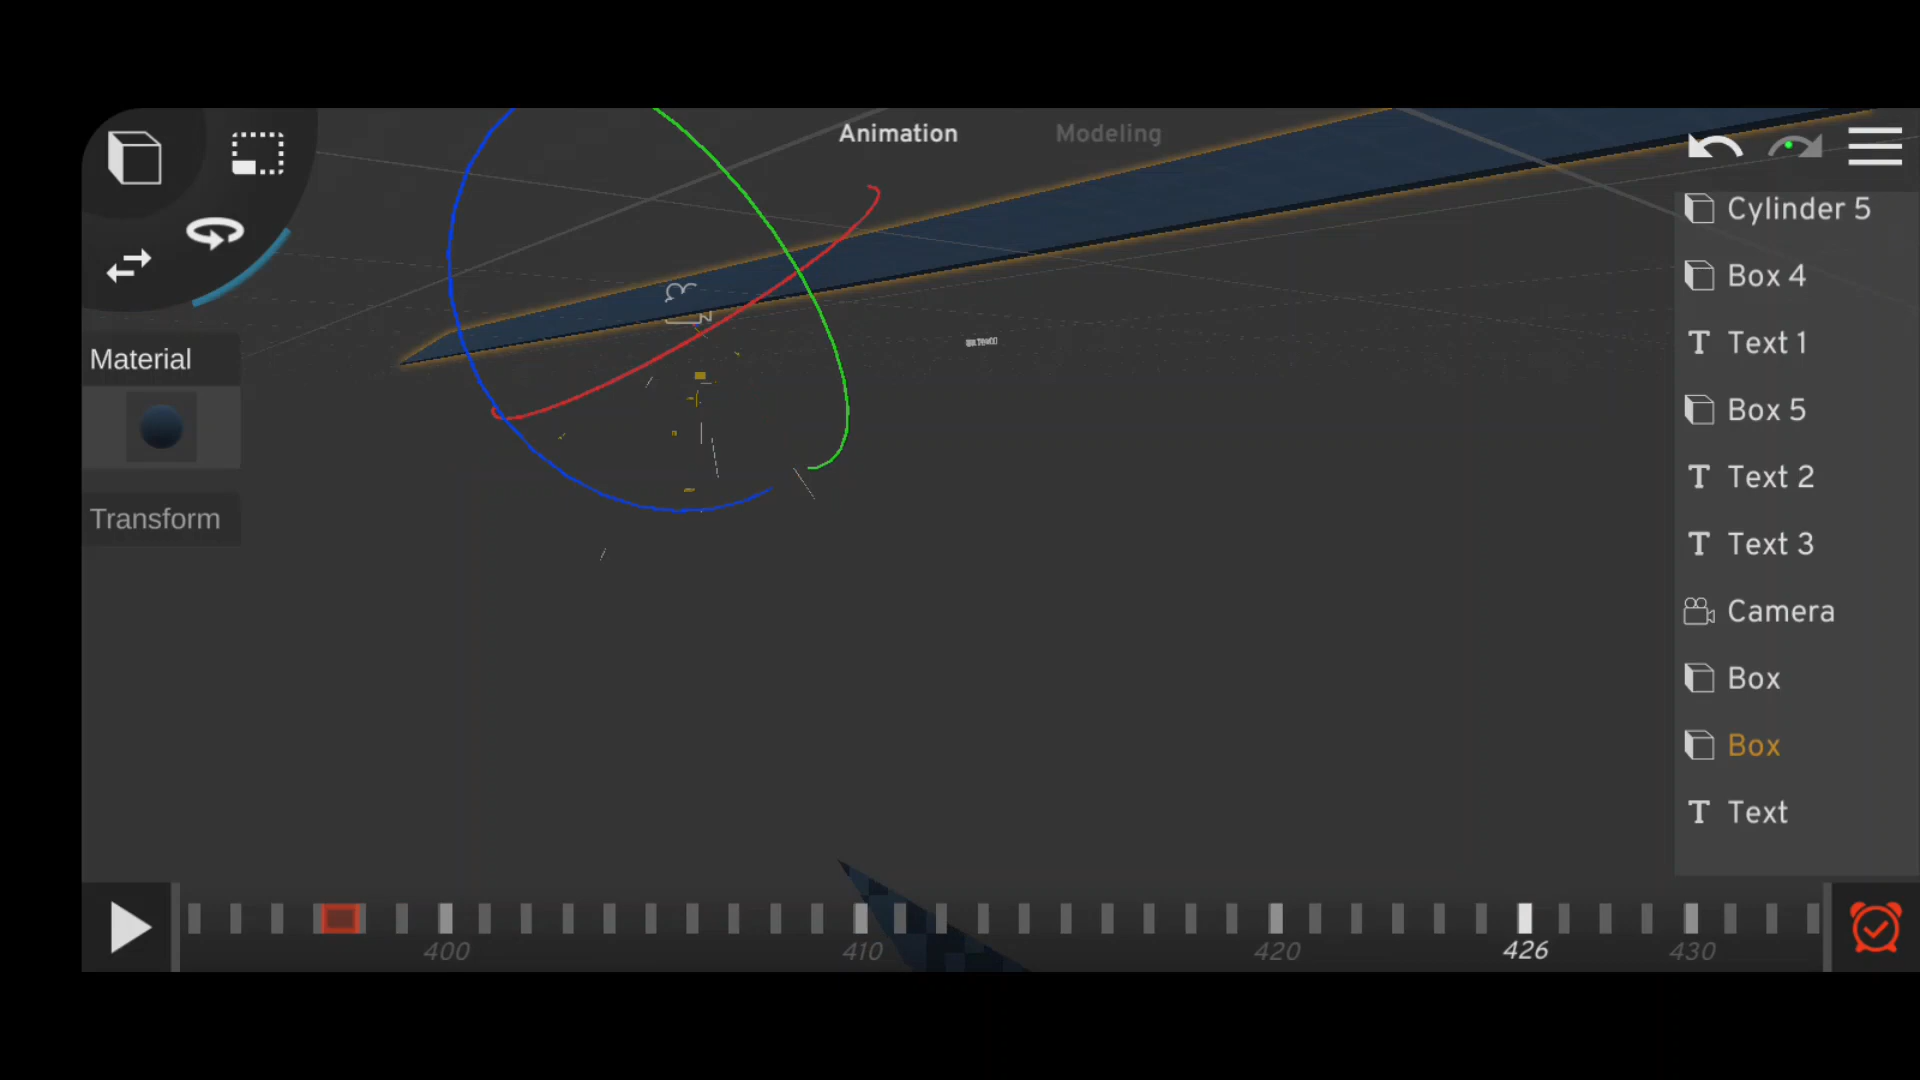 Animation
Modeling
Material
Transform
Cylinder 5
Box 4
Text 1
Box 5
Text 2
Text 3
Camera
Box
Box
Text
400
410
420
426
430